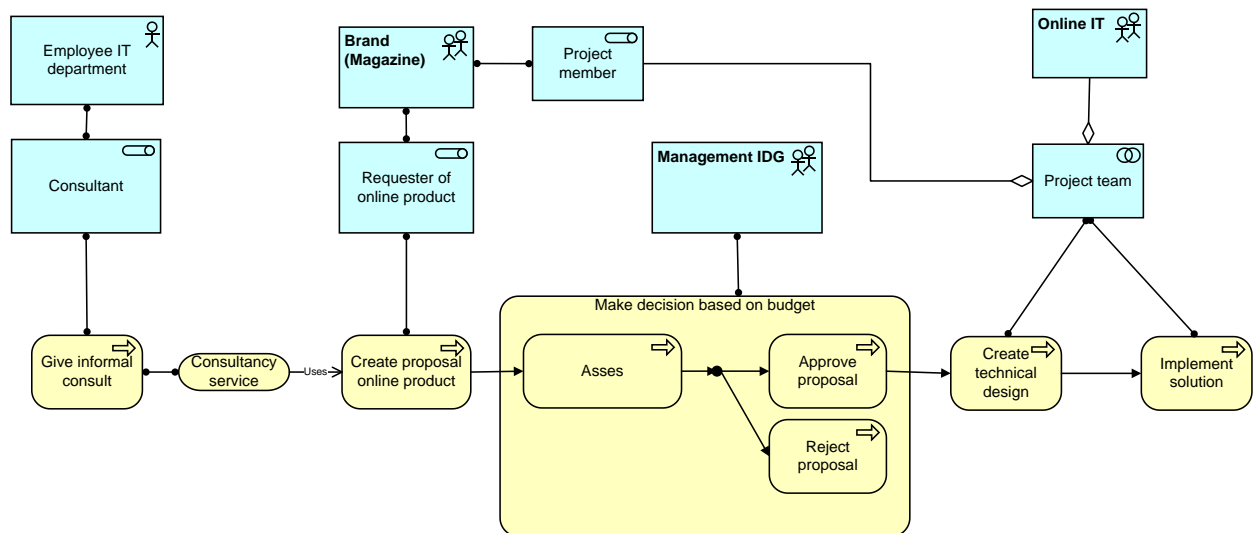 Employee IT
department
Brand
(Magazine)
Project
member
Online IT
Consultant
Requester of
online product
Management IDG
Project team
Make decision based on budget
Give informal
consult
Consultancy
service
Uses
Create proposal
online product
Asses
Approve
proposal
Reject
proposal
Create
technical
design
Implement
solution